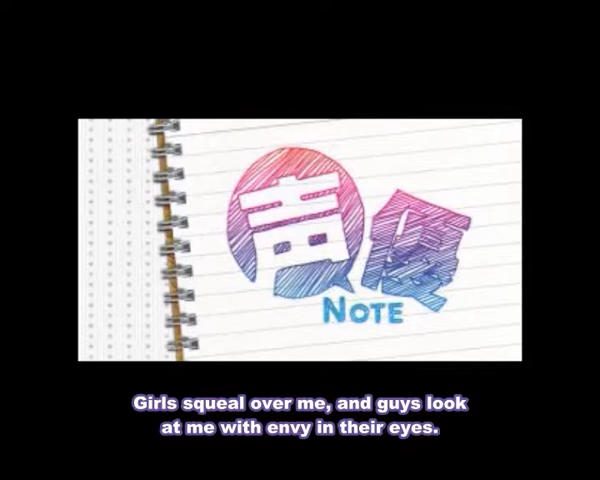 声優
NOTE
Girls squeal over me, and guys look
at me with envy in their eyes.